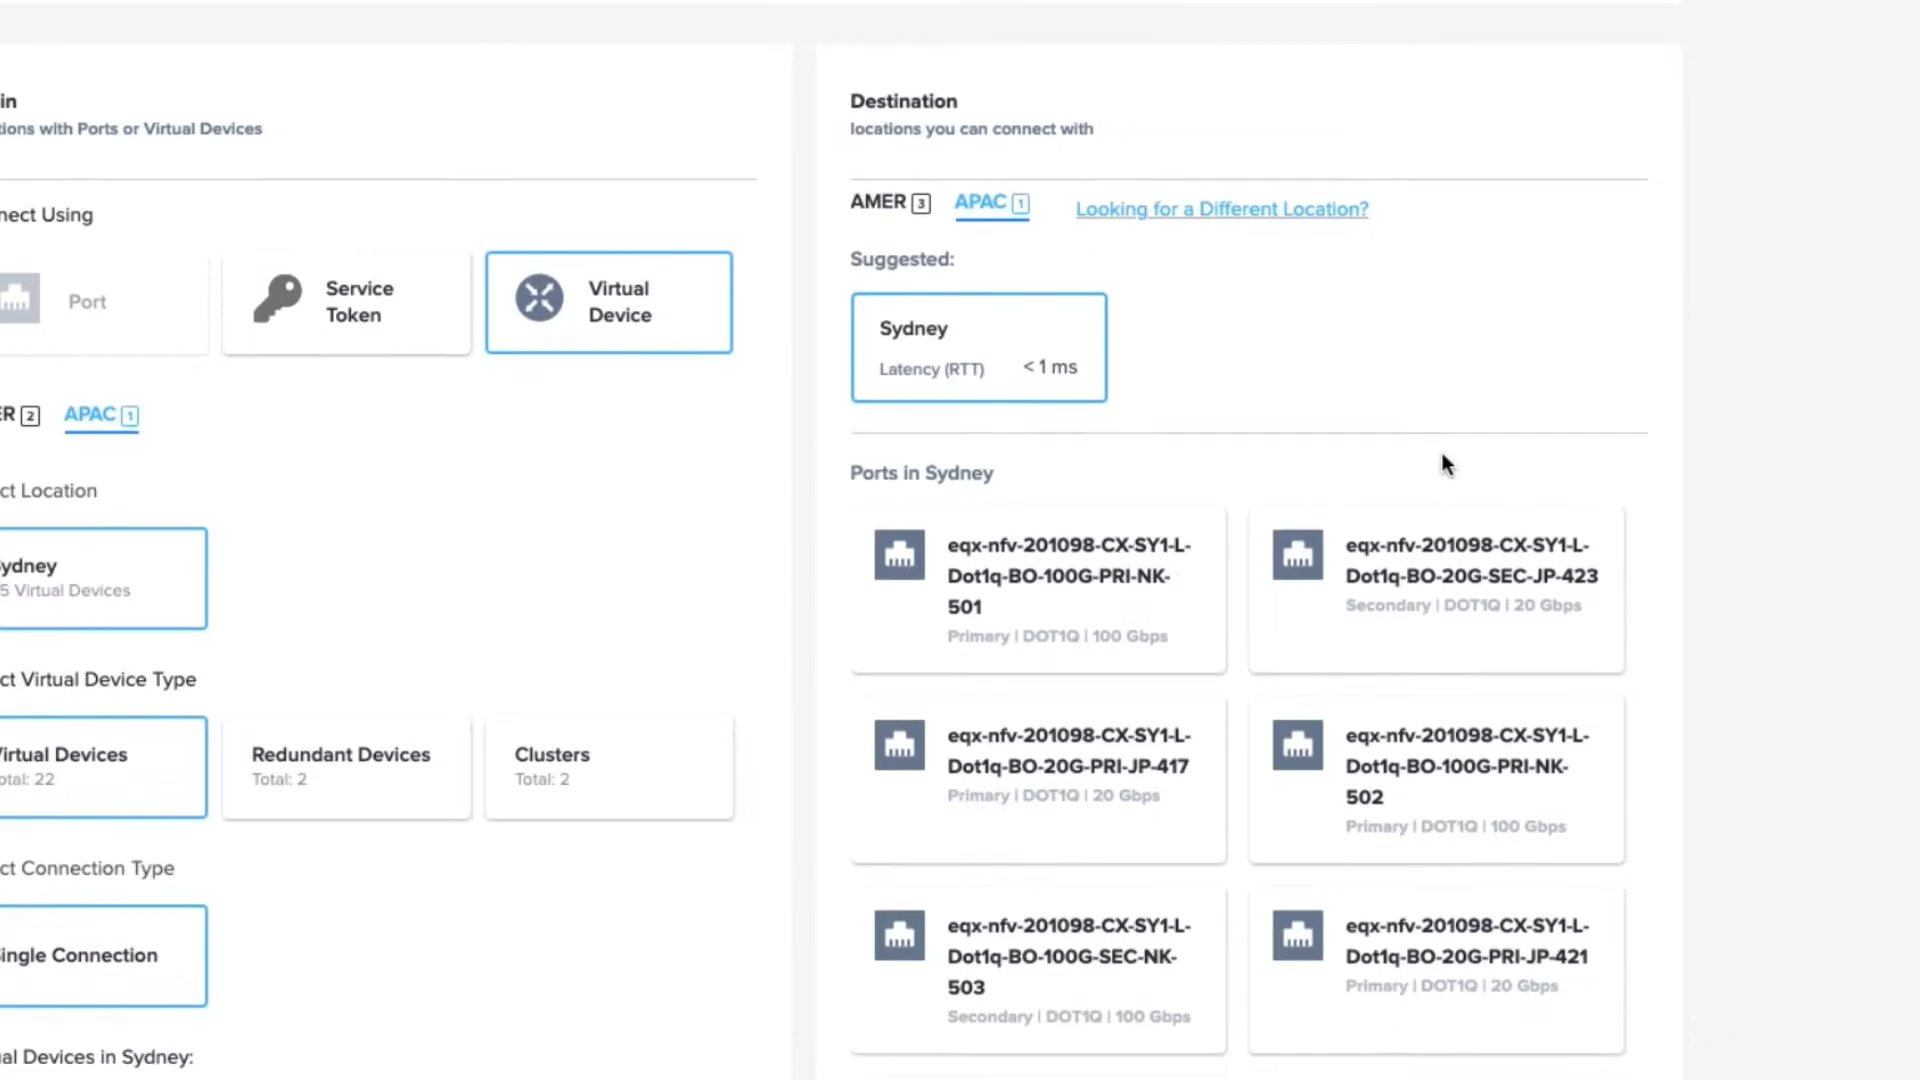 in
tions with Ports or Virtual Devices
nect Using
Port
Service
Token
Virtual
Device
ER 2
APAC 1
ct Location
ydney
5 Virtual Devices
ct Virtual Device Type
Virtual Devices
otal: 22
Redundant Devices
Total: 2
Clusters
Total: 2
ct Connection Type
ingle Connection
al Devices in Sydney:
Destination
locations you can connect with
AMER 3
APAC 1
Looking for a Different Location?
Suggested:
Sydney
Latency (RTT) < 1 ms
Ports in Sydney
eqx-nfv-201098-CX-SY1-L-
Dot1q-BO-100G-PRI-NK-
501
Primary | DOT1Q | 100 Gbps
eqx-nfv-201098-CX-SY1-L-
Dot1q-BO-20G-SEC-JP-423
Secondary | DOT1Q | 20 Gbps
eqx-nfv-201098-CX-SY1-L-
Dot1q-BO-20G-PRI-JP-417
Primary | DOT1Q | 20 Gbps
eqx-nfv-201098-CX-SY1-L-
Dot1q-BO-100G-PRI-NK-
502
Primary | DOT1Q | 100 Gbps
eqx-nfv-201098-CX-SY1-L-
Dot1q-BO-100G-SEC-NK-
503
Secondary | DOT1Q | 100 Gbps
eqx-nfv-201098-CX-SY1-L-
Dot1q-BO-20G-PRI-JP-421
Primary | DOT1Q | 20 Gbps